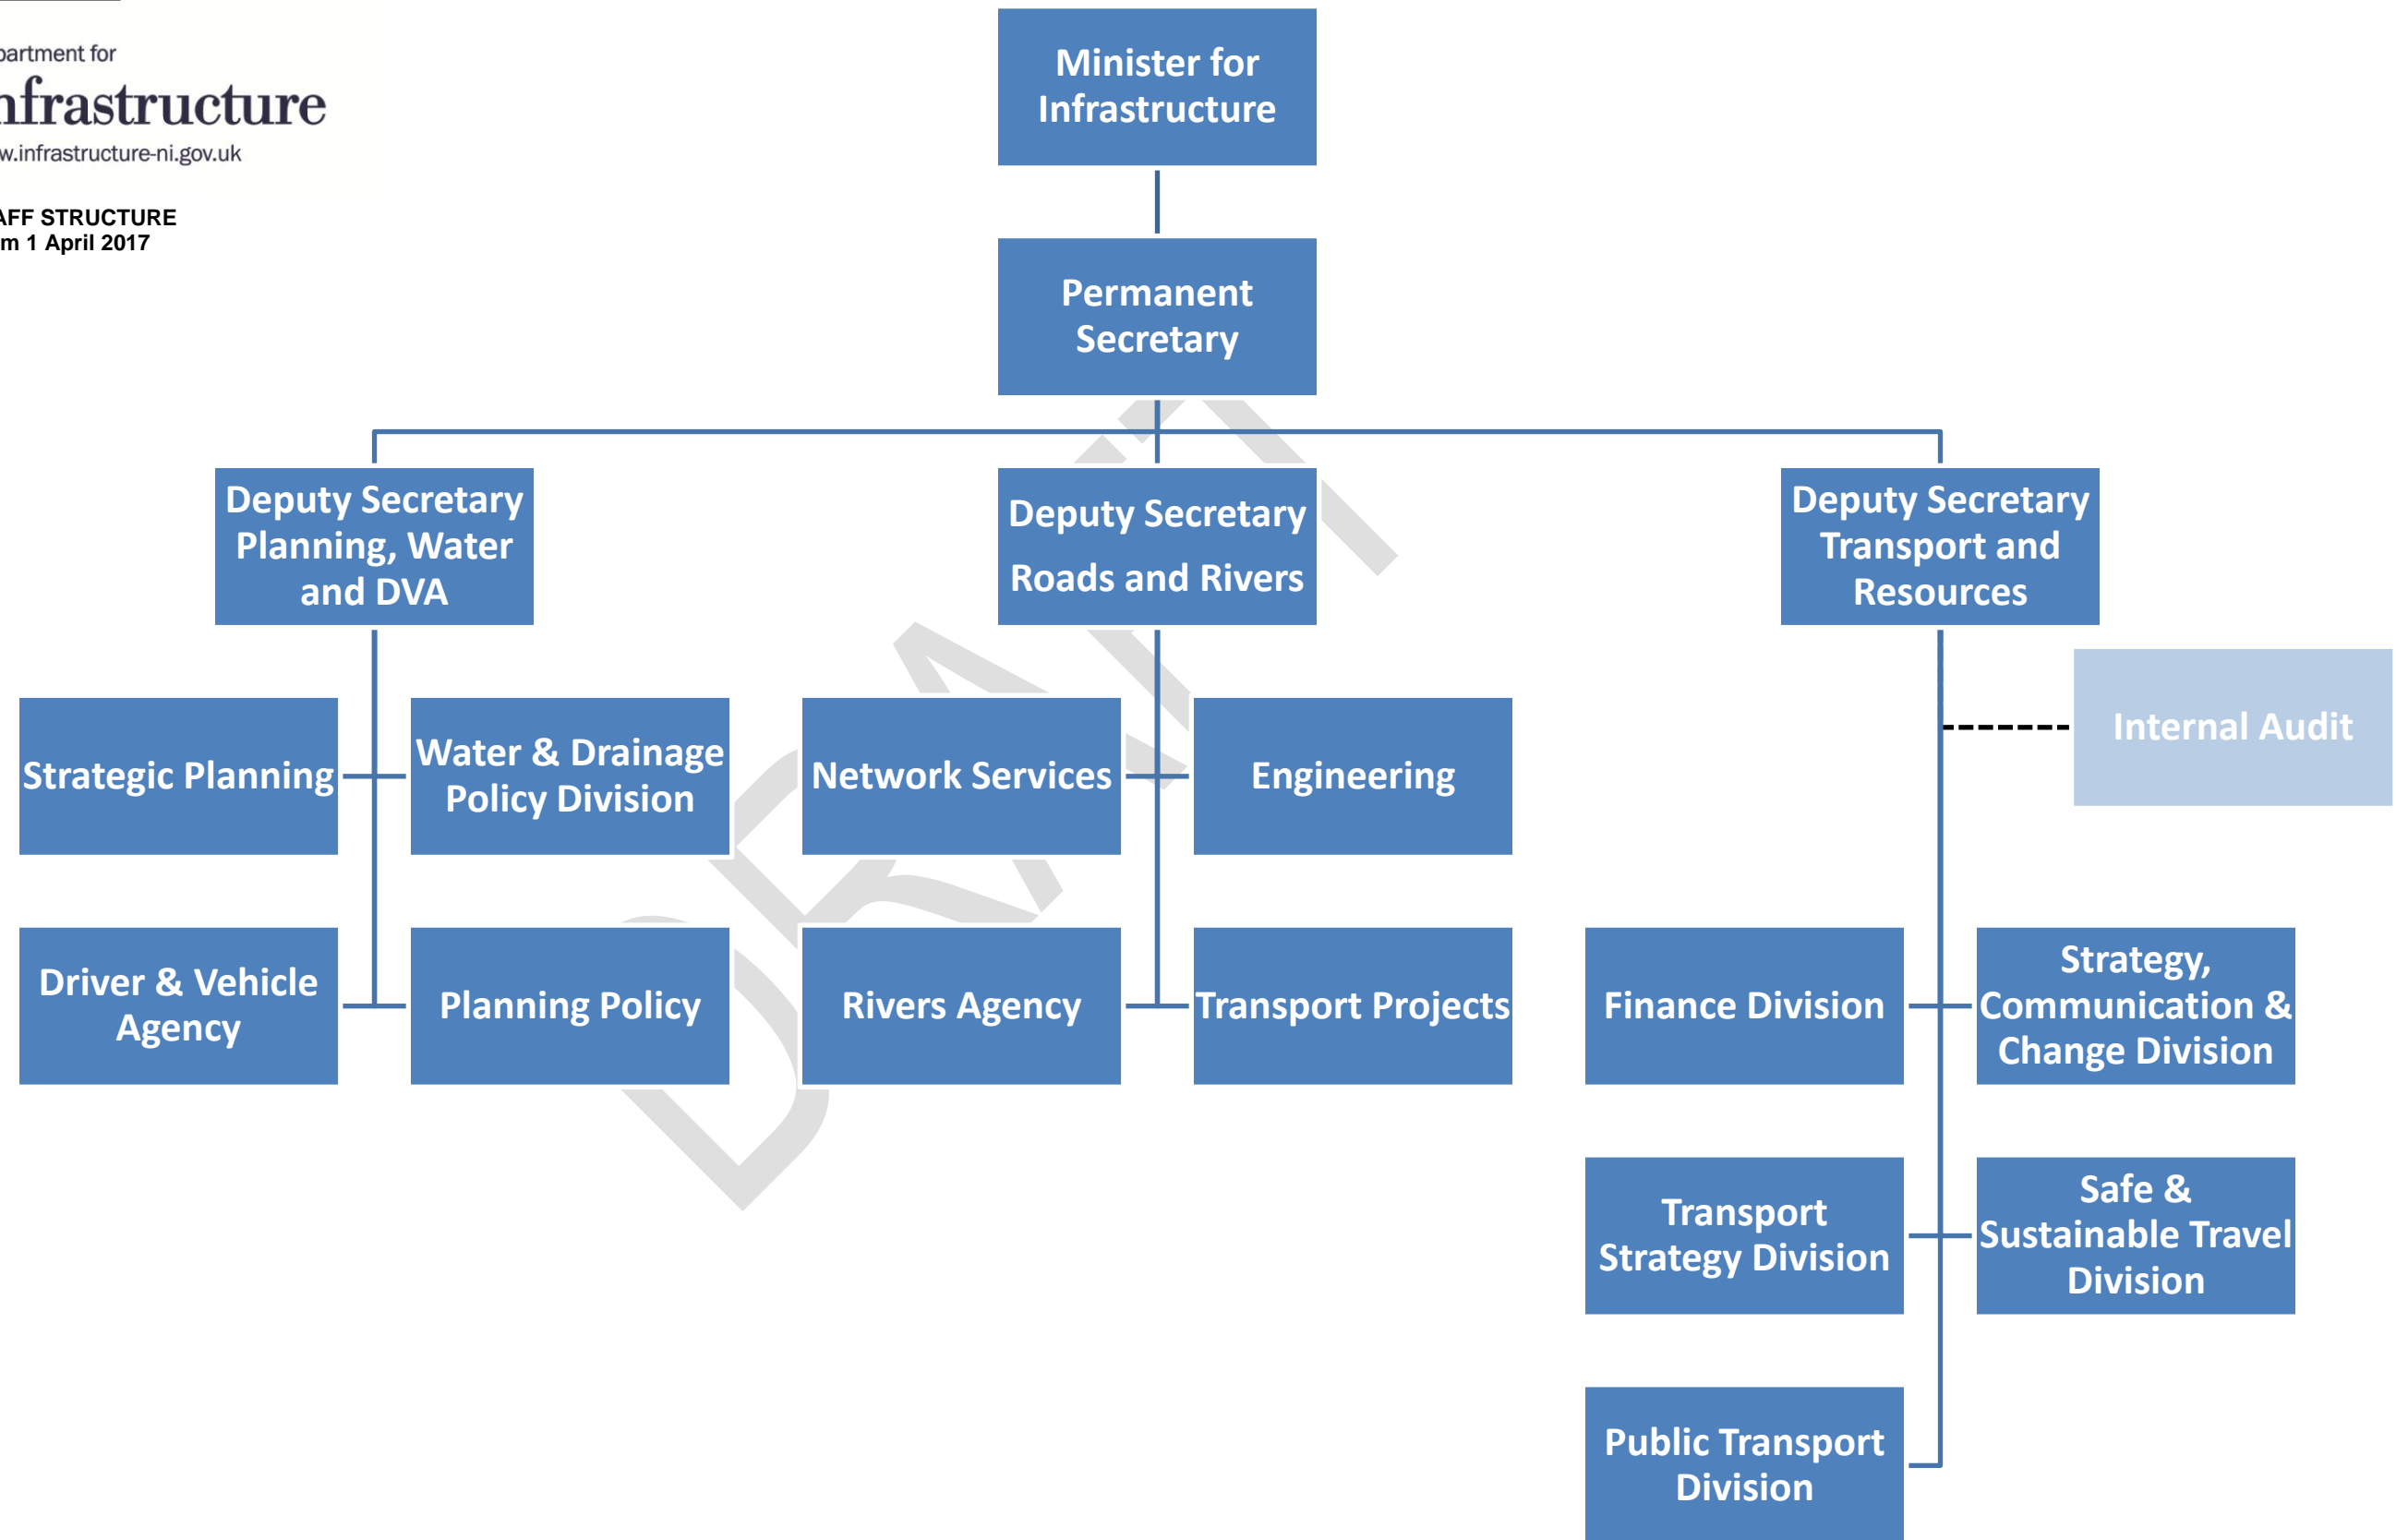 partment for
nfrastructure
w.infrastructure-ni.gov.uk
AFF STRUCTURE
m 1 April 2017
Minister for
Infrastructure
Permanent
Secretary
Deputy Secretary
Planning, Water
and DVA
Deputy Secretary
Roads and Rivers
Deputy Secretary
Transport and
Resources
Internal Audit
Strategic Planning
Water & Drainage
Policy Division
Network Services
Engineering
Driver & Vehicle
Agency
Planning Policy
Rivers Agency
Transport Projects
Finance Division
Strategy,
Communication &
Change Division
Transport
Strategy Division
Safe &
Sustainable Travel
Division
Public Transport
Division
DRAFT